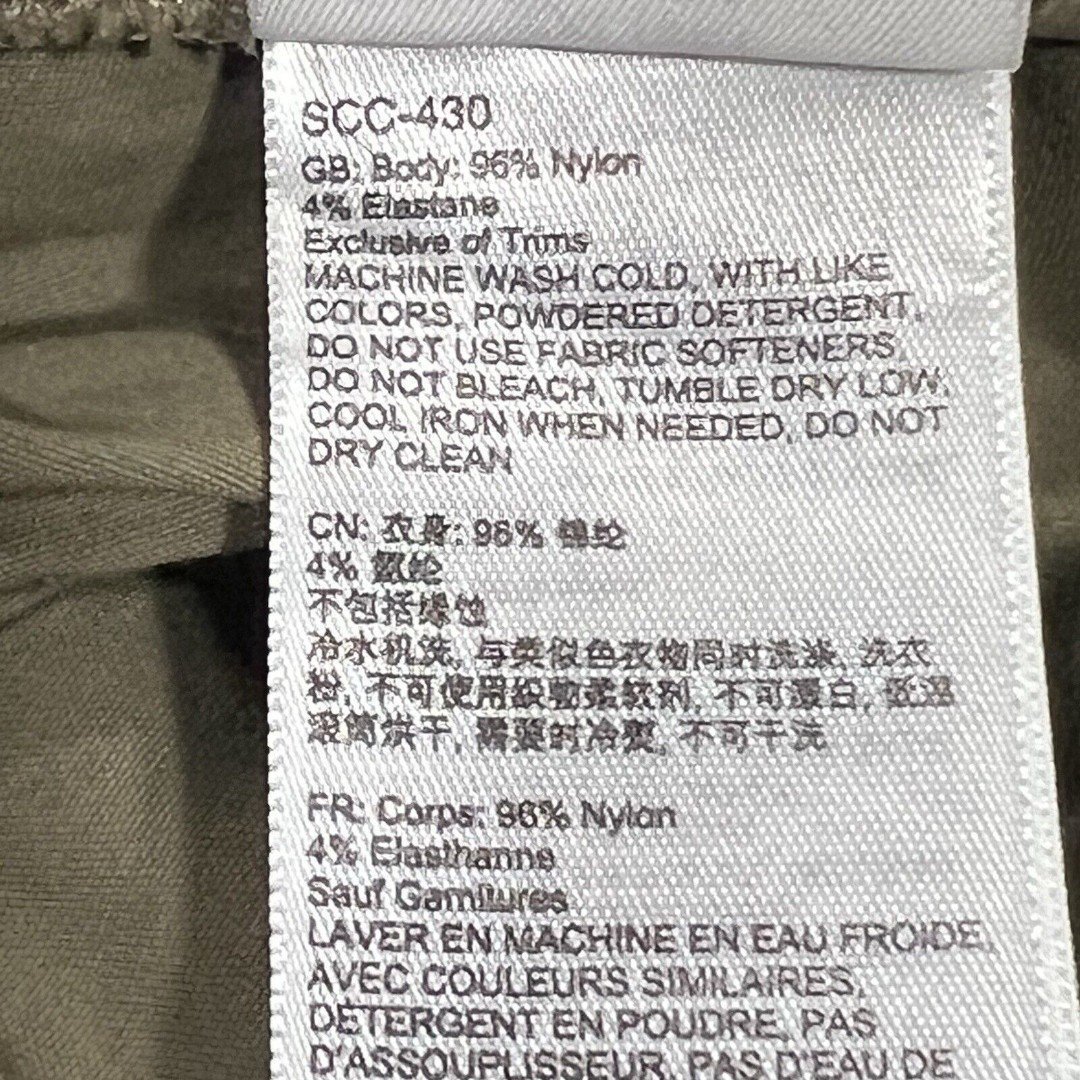 SCC-430
GB: Body: 96% Nylon
4% Elastane
Exclusive of Trims
MACHINE WASH COLD, WITH LIKE
COLORS, POWDERED DETERGENT,
DO NOT USE FABRIC SOFTENERS,
DO NOT BLEACH, TUMBLE DRY LOW,
COOL IRON WHEN NEEDED, DO NOT
DRY CLEAN
CN: 衣身: 96% 锦纶
4% 氨纶
不包括缘饰
冷水机洗, 与类似色衣物同时洗涤, 洗衣
不可使用织物柔软剂, 不可漂白, 低温
滚筒烘干, 需要时冷熨, 不可干洗
FR: Corps: 96% Nylon
4% Elasthanne
Sauf Garnitures
LAVER EN MACHINE EN EAU FROIDE,
AVEC COULEURS SIMILAIRES,
DETERGENT EN POUDRE, PAS
D'ASSOUPLISSEUR, PAS D'EAU DE